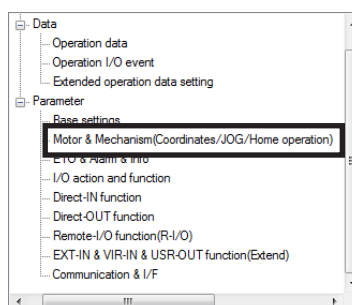 Data
Operation data
Operation I/O event
Extended operation data setting
Parameter
Base settings
Motor & Mechanism(Coordinates/JOG/Home operation)
ETO & Alarm & Info
I/O action and function
Direct-IN function
Direct-OUT function
Remote-I/O function(R-I/O)
EXT-IN & VIR-IN & USR-OUT function(Extend)
Communication & I/F